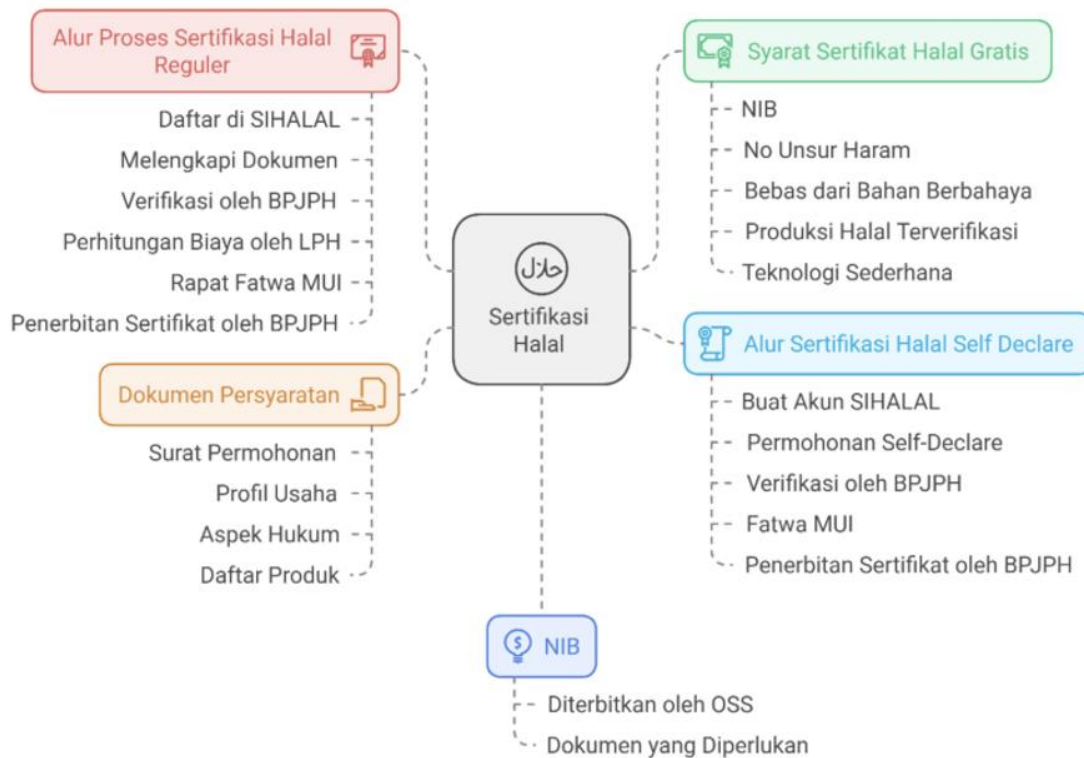 Alur Proses Sertifikasi Halal
Reguler
Daftar di SIHALAL
Melengkapi Dokumen
Verifikasi oleh BPJPH
Perhitungan Biaya oleh LPH
Rapat Fatwa MUI
Penerbitan Sertifikat oleh BPJPH
Dokumen Persyaratan
Surat Permohonan
Profil Usaha
Aspek Hukum
Daftar Produk
حلال
Sertifikasi
Halal
Syarat Sertifikat Halal Gratis
NIB
No Unsur Haram
Bebas dari Bahan Berbahaya
Produksi Halal Terverifikasi
Teknologi Sederhana
Alur Sertifikasi Halal Self Declare
Buat Akun SIHALAL
Permohonan Self-Declare
Verifikasi oleh BPJPH
Fatwa MUI
Penerbitan Sertifikat oleh BPJPH
$
NIB
Diterbitkan oleh OSS
Dokumen yang Diperlukan